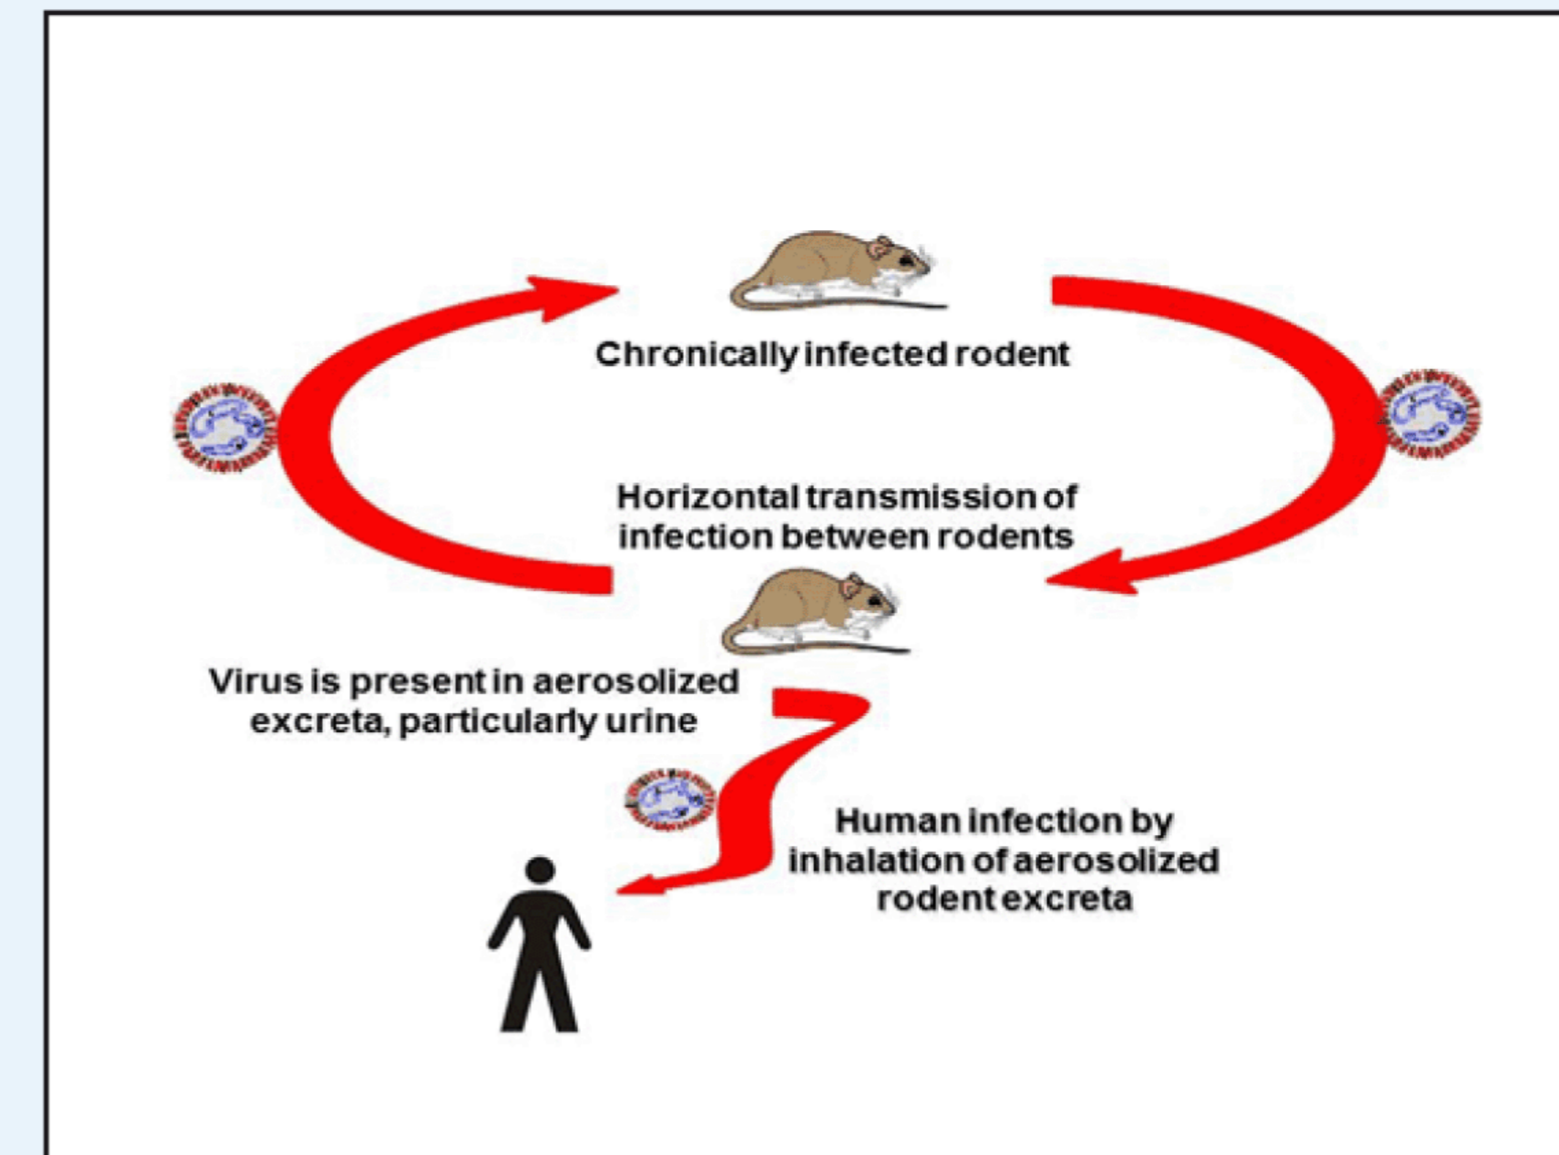 Chronically infected rodent
Horizontal transmission of
infection between rodents
Virus is present in aerosolized
excreta, particularly urine
Human infection by
inhalation of aerosolized
rodent excreta